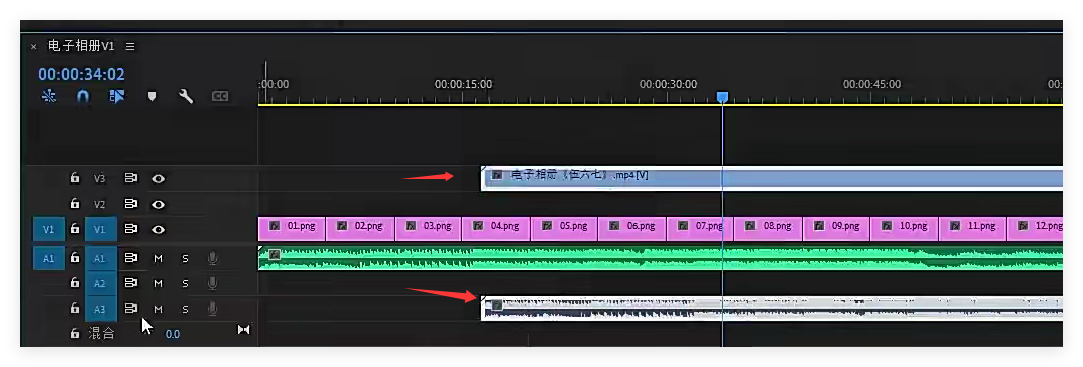 × 电子相册V1 ≡
00:00:34:02
:00:00 00:00:15:00 00:00:30:00 00:00:45:00 00:
V3 电子相册《伍六七》.mp4 [V]
V2
V1 V1 01.png 02.png 03.png 04.png 05.png 06.png 07.png 08.png 09.png 10.png 11.png 12.png
A1 A1 M S
A2 M S
A3 M S
混合 0.0